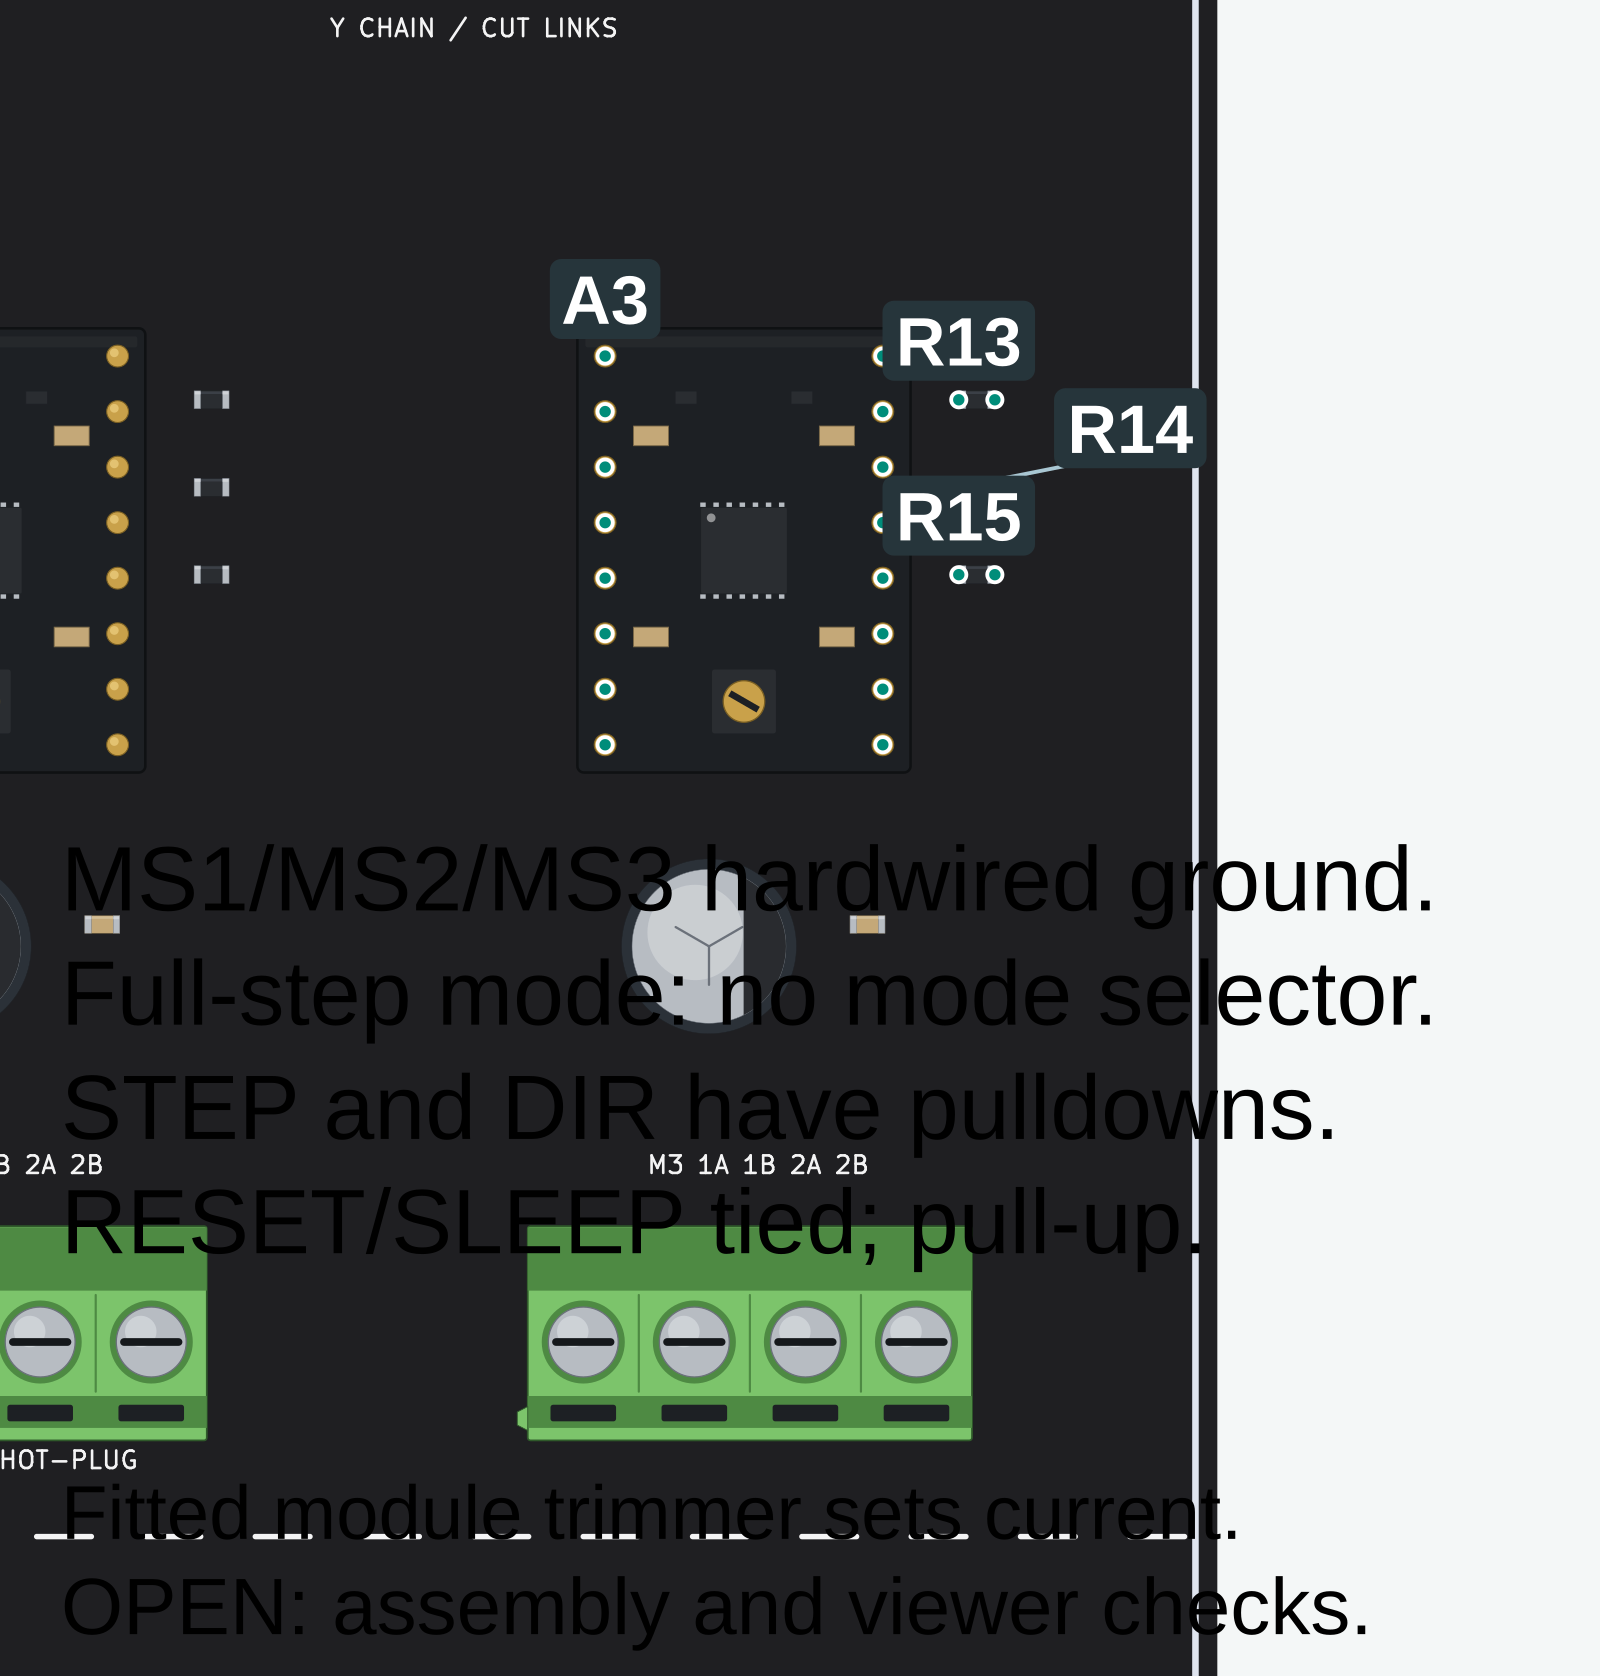 Y CHAIN / CUT LINKS
A3
R13
R14
R15
MS1/MS2/MS3 hardwired ground.
Full-step mode: no mode selector.
STEP and DIR have pulldowns.
2A 2B
M3 1A 1B 2A 2B
RESET/SLEEP tied; pull-up.
HOT-PLUG
Fitted module trimmer sets current.
OPEN: assembly and viewer checks.